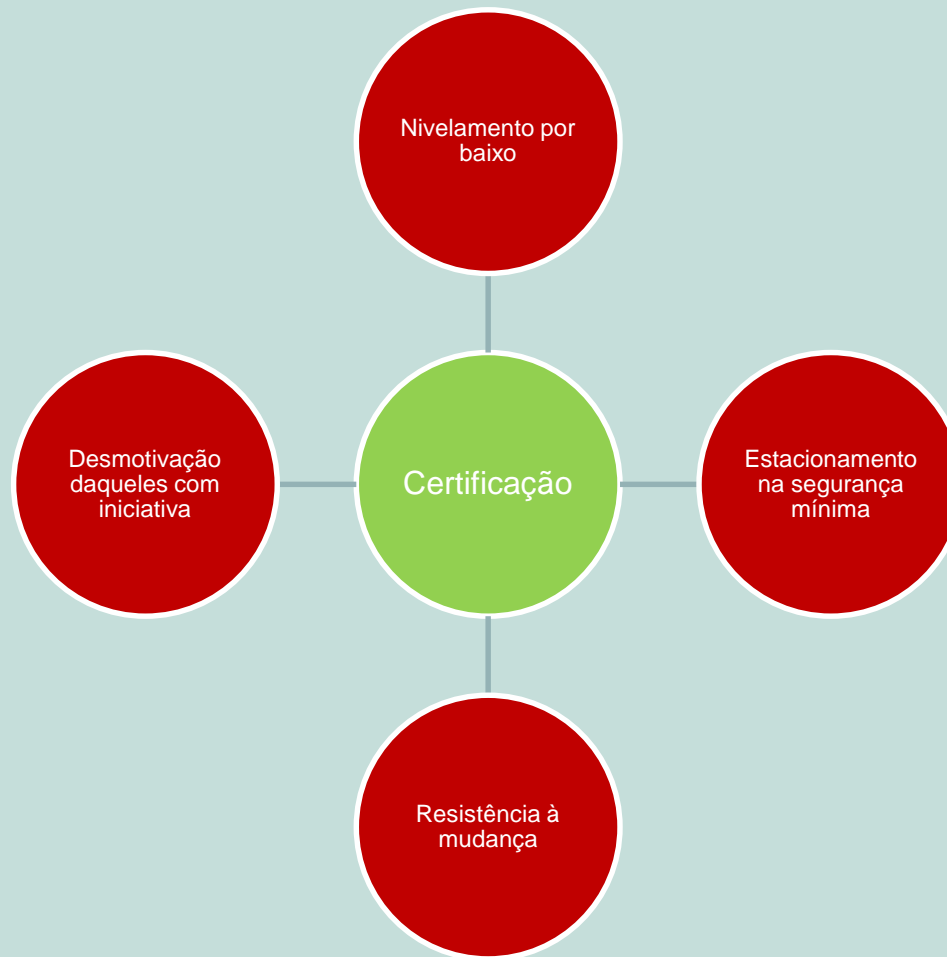 Nivelamento por
baixo
Desmotivação
daqueles com
iniciativa
Certificação
Estacionamento
na segurança
mínima
Resistência à
mudança